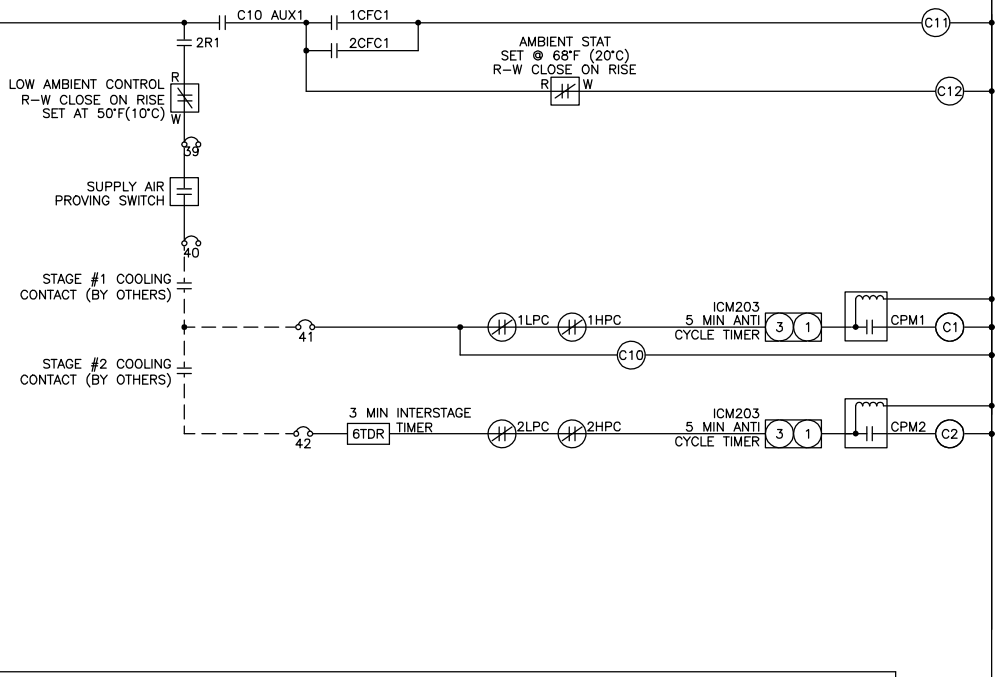 C10 AUX1
1CFC1
C11
2R1
2CFC1
AMBIENT STAT
SET @ 68°F (20°C)
R-W CLOSE ON RISE
R
W
C12
LOW AMBIENT CONTROL
R-W CLOSE ON RISE
SET AT 50°F(10°C)
R
W
39
SUPPLY AIR
PROVING SWITCH
40
STAGE #1 COOLING
CONTACT (BY OTHERS)
41
1LPC
1HPC
ICM203
5 MIN ANTI
CYCLE TIMER
3
1
CPM1
C1
C10
STAGE #2 COOLING
CONTACT (BY OTHERS)
42
3 MIN INTERSTAGE
TIMER
6TDR
2LPC
2HPC
ICM203
5 MIN ANTI
CYCLE TIMER
3
1
CPM2
C2